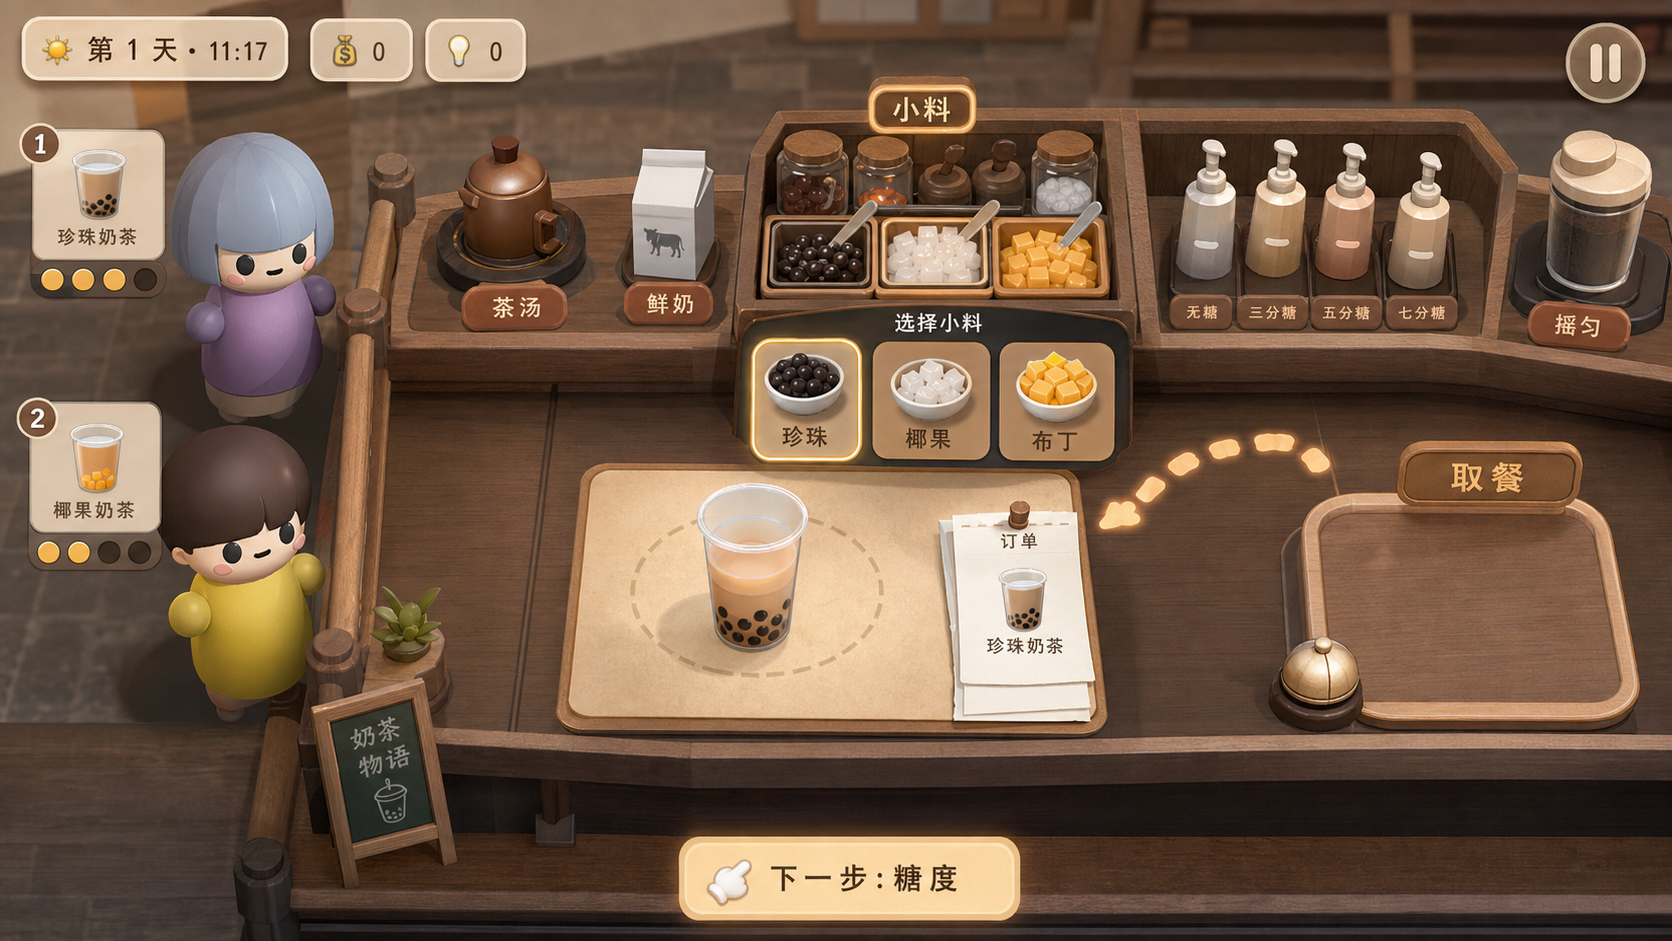 第 1 天 · 11:17
0
0
1
珍珠奶茶
2
椰果奶茶
小料
茶汤
鲜奶
选择小料
珍珠
椰果
布丁
无糖
三分糖
五分糖
七分糖
摇匀
取餐
订单
珍珠奶茶
奶茶
物语
下一步:糖度